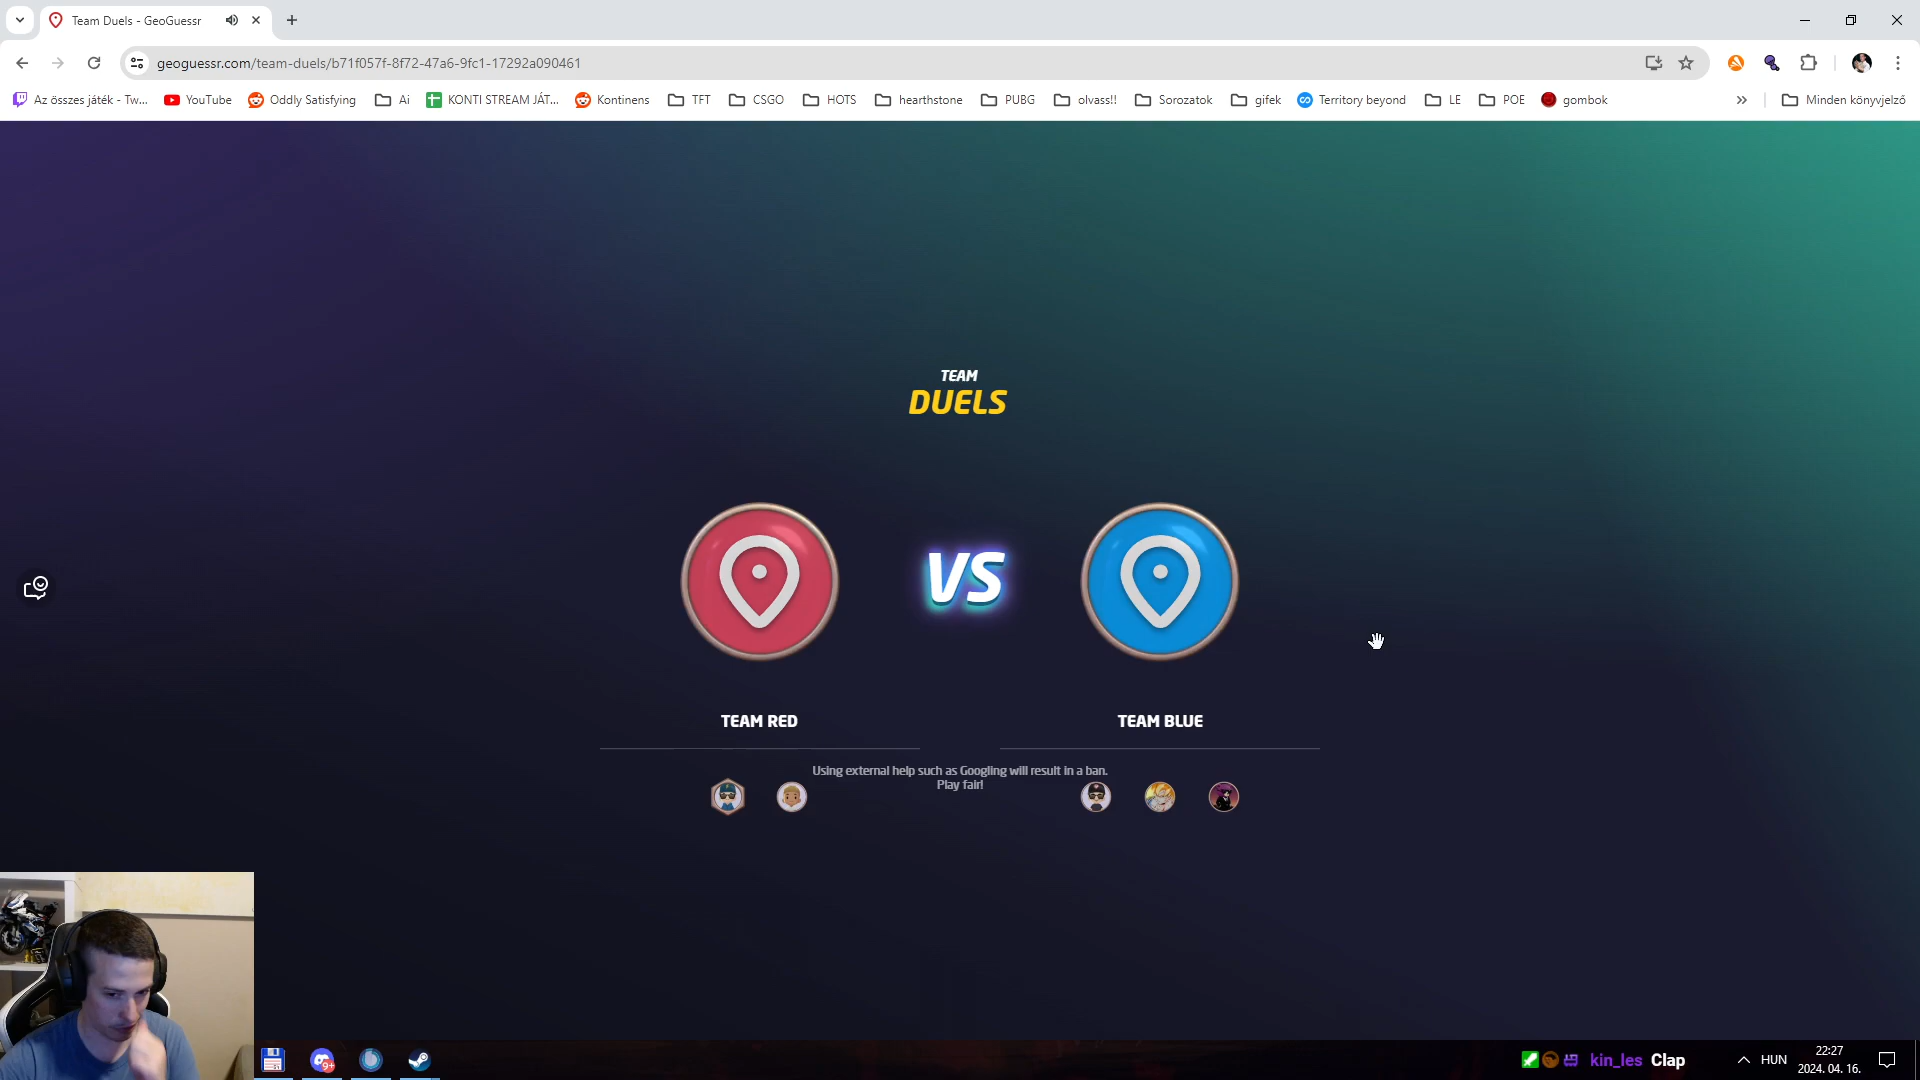 Team Duels - GeoGuessr
geoguessr.com/team-duels/b71f057f-8f72-47a6-9fc1-17292a090461
Az összes játék - Tw...
YouTube
Oddly Satisfying
Ai
KONTI STREAM JÁT...
Kontinens
TFT
CSGO
HOTS
hearthstone
PUBG
olvass!!
Sorozatok
gifek
Territory beyond
LE
POE
gombok
Minden könyvjelző
TEAM
DUELS
VS
TEAM RED
TEAM BLUE
Using external help such as Googling will result in a ban.
Play fair!
9+
kin_les Clap
HUN
22:27
2024. 04. 16.